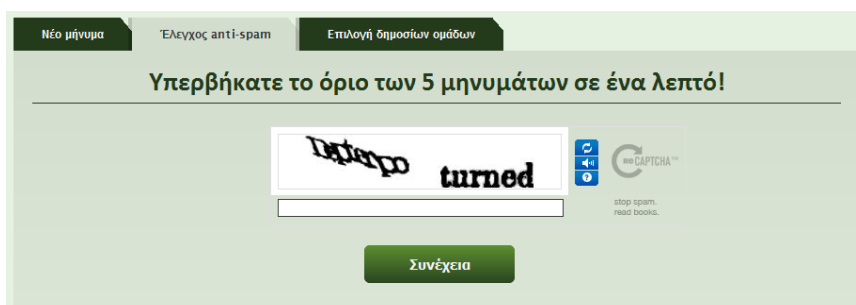 Νέο μήνυμα
Έλεγχος anti-spam
Επιλογή δημοσίων ομάδων
Υπερβήκατε το όριο των 5 μηνυμάτων σε ένα λεπτό!
turned
reCAPTCHA™
stop spam.
read books.
Συνέχεια